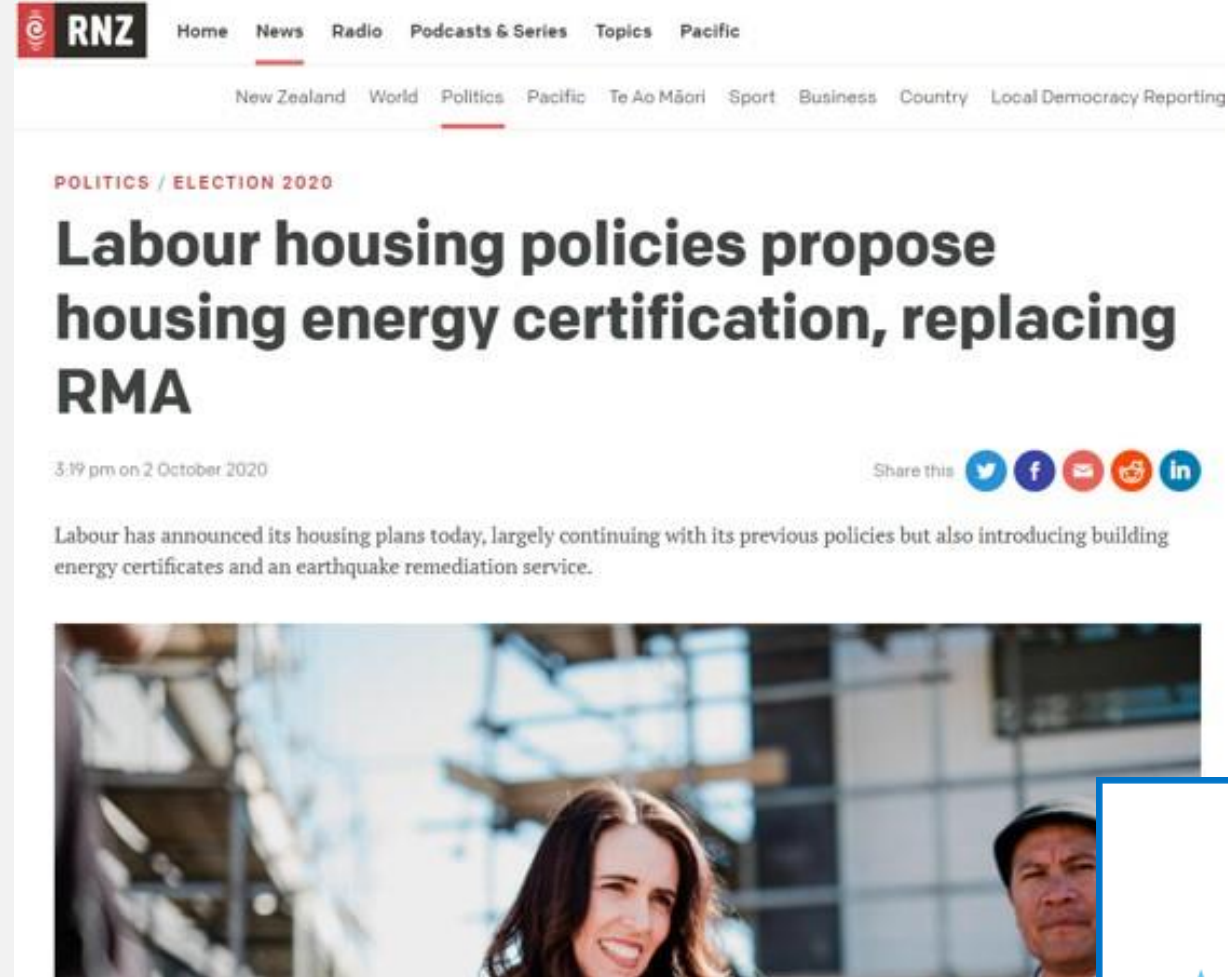 RNZ Home News Radio Podcasts & Series Topics Pacific
New Zealand World Politics Pacific Te Ao Māori Sport Business Country Local Democracy Reporting
POLITICS / ELECTION 2020
Labour housing policies propose
housing energy certification, replacing
RMA
3:19 pm on 2 October 2020 Share this
Labour has announced its housing plans today, largely continuing with its previous policies but also introducing building
energy certificates and an earthquake remediation service.